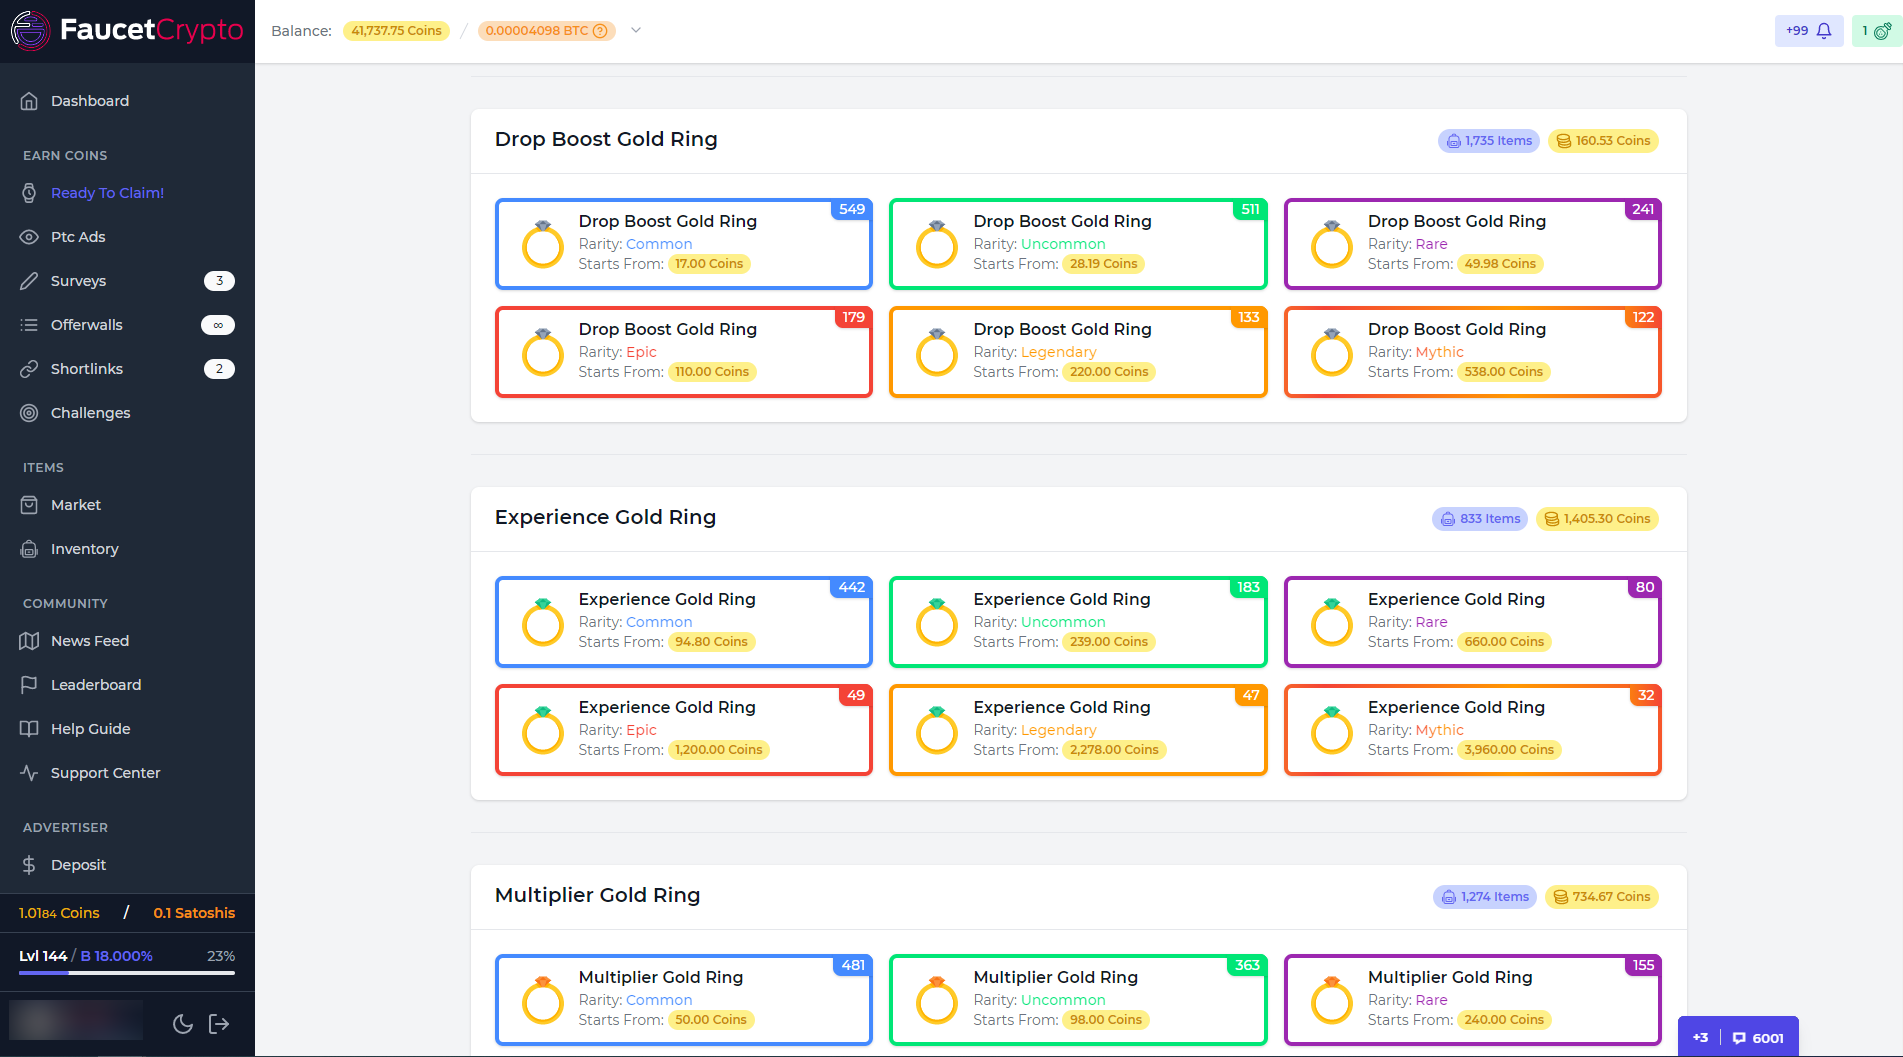 FaucetCrypto
Balance: 41,737.75 Coins / 0.00004098 BTC
+99
1
Dashboard
EARN COINS
Ready To Claim!
Ptc Ads
Surveys 3
Offerwalls ∞
Shortlinks 2
Challenges
ITEMS
Market
Inventory
COMMUNITY
News Feed
Leaderboard
Help Guide
Support Center
ADVERTISER
Deposit
1.0184 Coins / 0.1 Satoshis
Lvl 144 / B 18.000% 23%
Drop Boost Gold Ring
1,735 Items 160.53 Coins
Drop Boost Gold Ring 549
Rarity: Common
Starts From: 17.00 Coins
Drop Boost Gold Ring 511
Rarity: Uncommon
Starts From: 28.19 Coins
Drop Boost Gold Ring 241
Rarity: Rare
Starts From: 49.98 Coins
Drop Boost Gold Ring 179
Rarity: Epic
Starts From: 110.00 Coins
Drop Boost Gold Ring 133
Rarity: Legendary
Starts From: 220.00 Coins
Drop Boost Gold Ring 122
Rarity: Mythic
Starts From: 538.00 Coins
Experience Gold Ring
833 Items 1,405.30 Coins
Experience Gold Ring 442
Rarity: Common
Starts From: 94.80 Coins
Experience Gold Ring 183
Rarity: Uncommon
Starts From: 239.00 Coins
Experience Gold Ring 80
Rarity: Rare
Starts From: 660.00 Coins
Experience Gold Ring 49
Rarity: Epic
Starts From: 1,200.00 Coins
Experience Gold Ring 47
Rarity: Legendary
Starts From: 2,278.00 Coins
Experience Gold Ring 32
Rarity: Mythic
Starts From: 3,960.00 Coins
Multiplier Gold Ring
1,274 Items 734.67 Coins
Multiplier Gold Ring 481
Rarity: Common
Starts From: 50.00 Coins
Multiplier Gold Ring 363
Rarity: Uncommon
Starts From: 98.00 Coins
Multiplier Gold Ring 155
Rarity: Rare
Starts From: 240.00 Coins
+3 | 6001